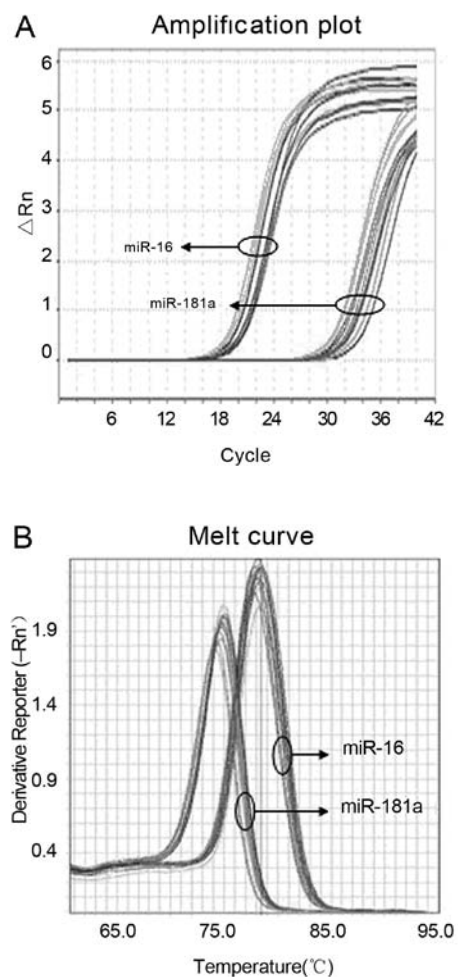 A
Amplification plot
6
5
4
3
2
1
0
△Rn
miR-16
miR-181a
6 12 18 24 30 36 42
Cycle
B
Melt curve
1.9
1.4
0.9
0.4
Derivative Reporter (–Rn')
miR-16
miR-181a
65.0 75.0 85.0 95.0
Temperature(℃)